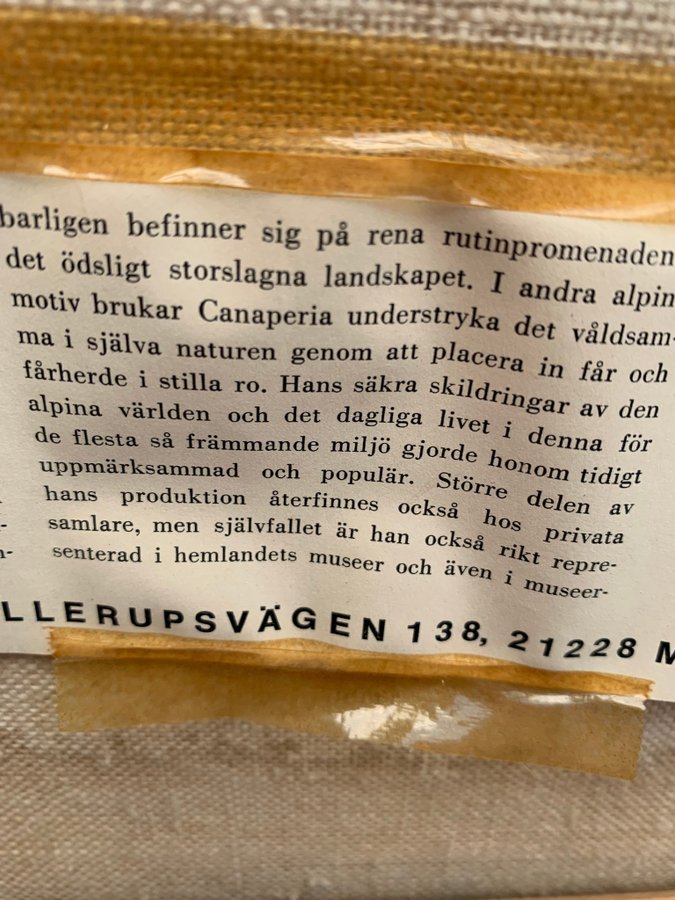 barligen befinner sig på rena rutinpromenaden
det ödsligt storslagna landskapet. I andra alpin
motiv brukar Canaperia understryka det våldsam-
ma i själva naturen genom att placera in får och
fårherde i stilla ro. Hans säkra skildringar av den
alpina världen och det dagliga livet i denna för
de flesta så främmande miljö gjorde honom tidigt
uppmärksammad och populär. Större delen av
hans produktion återfinnes också hos privata
samlare, men självfallet är han också rikt repre-
senterad i hemlandets museer och även i museer-
LLERUPSVÄGEN 138, 21228 M